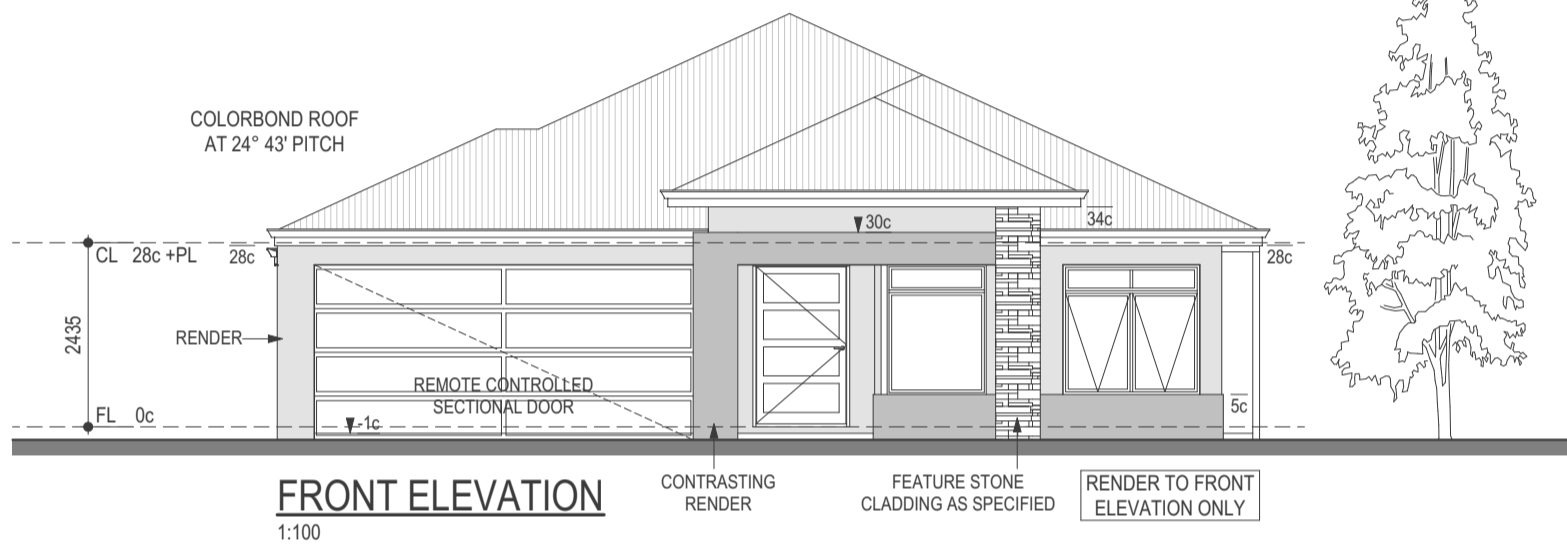 COLORBOND ROOF
AT 24° 43' PITCH
30c
34c
CL 28c +PL
28c
28c
2435
RENDER
REMOTE CONTROLLED
SECTIONAL DOOR
5c
FL 0c
-1c
FRONT ELEVATION
1:100
CONTRASTING
RENDER
FEATURE STONE
CLADDING AS SPECIFIED
RENDER TO FRONT
ELEVATION ONLY